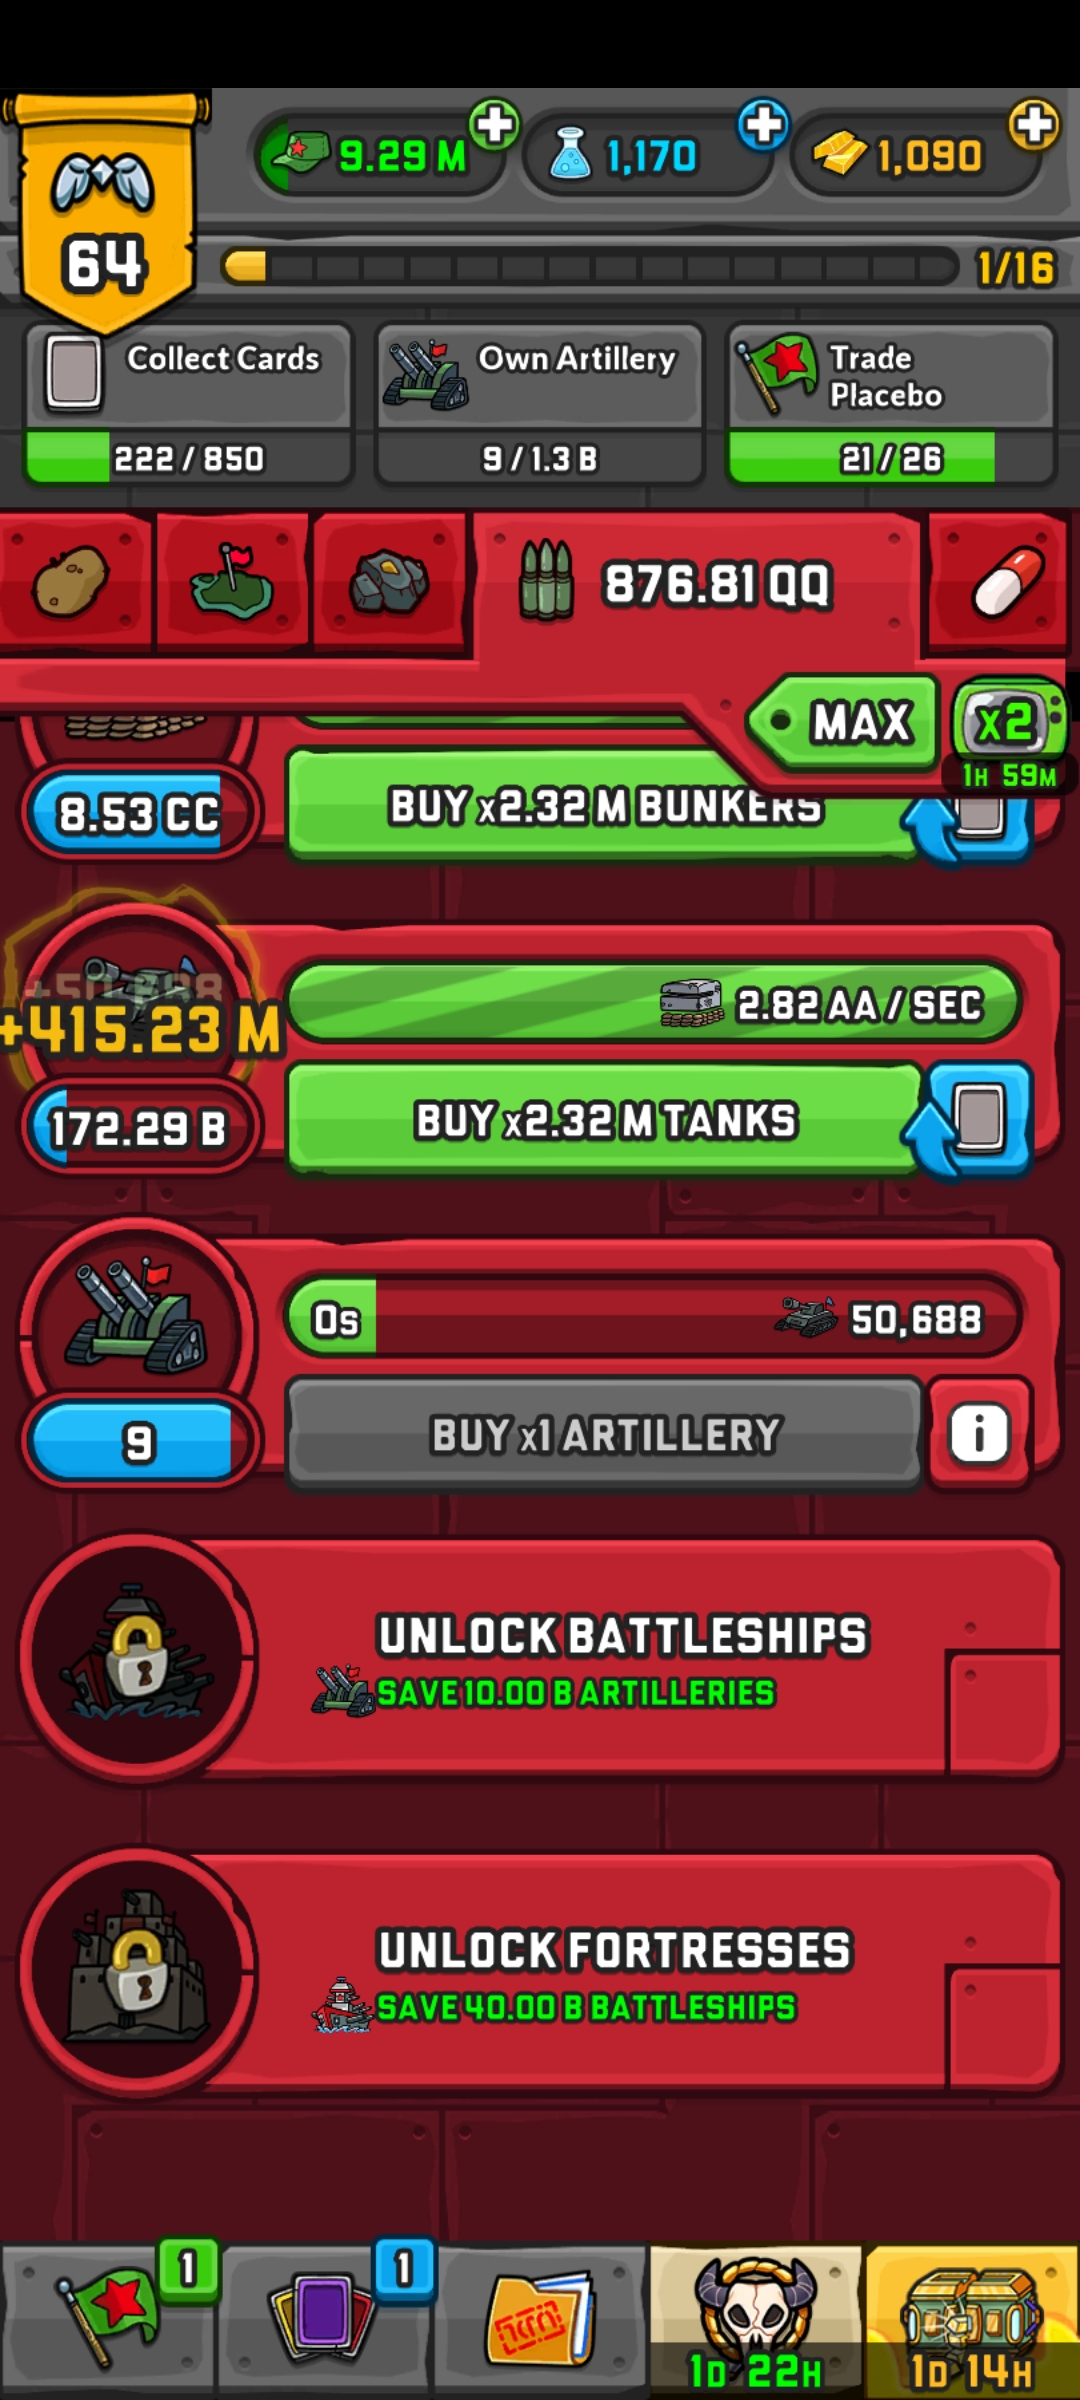 9.29 M
1,170
1,090
64
1/16
Collect Cards
222 / 850
Own Artillery
9 / 1.3 B
Trade
Placebo
21 / 26
876.81 QQ
MAX
x2
1H 59M
8.53 CC
BUY x2.32 M BUNKERS
+50,688
+415.23 M
2.82 AA / SEC
172.29 B
BUY x2.32 M TANKS
0s
50,688
9
BUY x1 ARTILLERY
i
UNLOCK BATTLESHIPS
SAVE 10.00 B ARTILLERIES
UNLOCK FORTRESSES
SAVE 40.00 B BATTLESHIPS
1
1
1D 22H
1D 14H